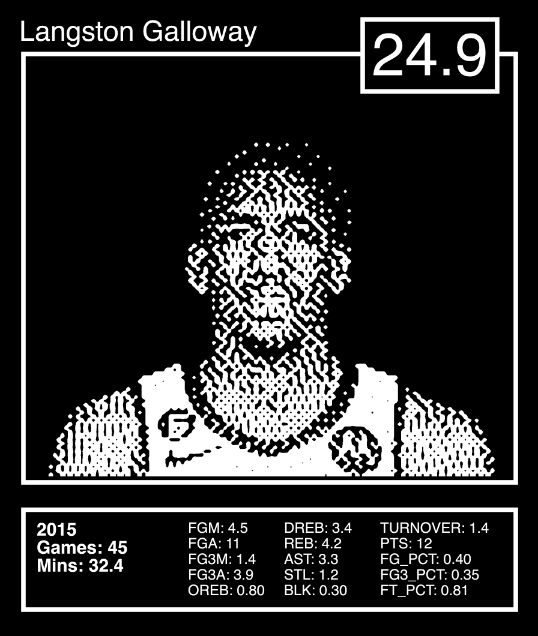 Langston Galloway
24.9
2015
Games: 45
Mins: 32.4
FGM: 4.5
FGA: 11
FG3M: 1.4
FG3A: 3.9
OREB: 0.80
DREB: 3.4
REB: 4.2
AST: 3.3
STL: 1.2
BLK: 0.30
TURNOVER: 1.4
PTS: 12
FG_PCT: 0.40
FG3_PCT: 0.35
FT_PCT: 0.81